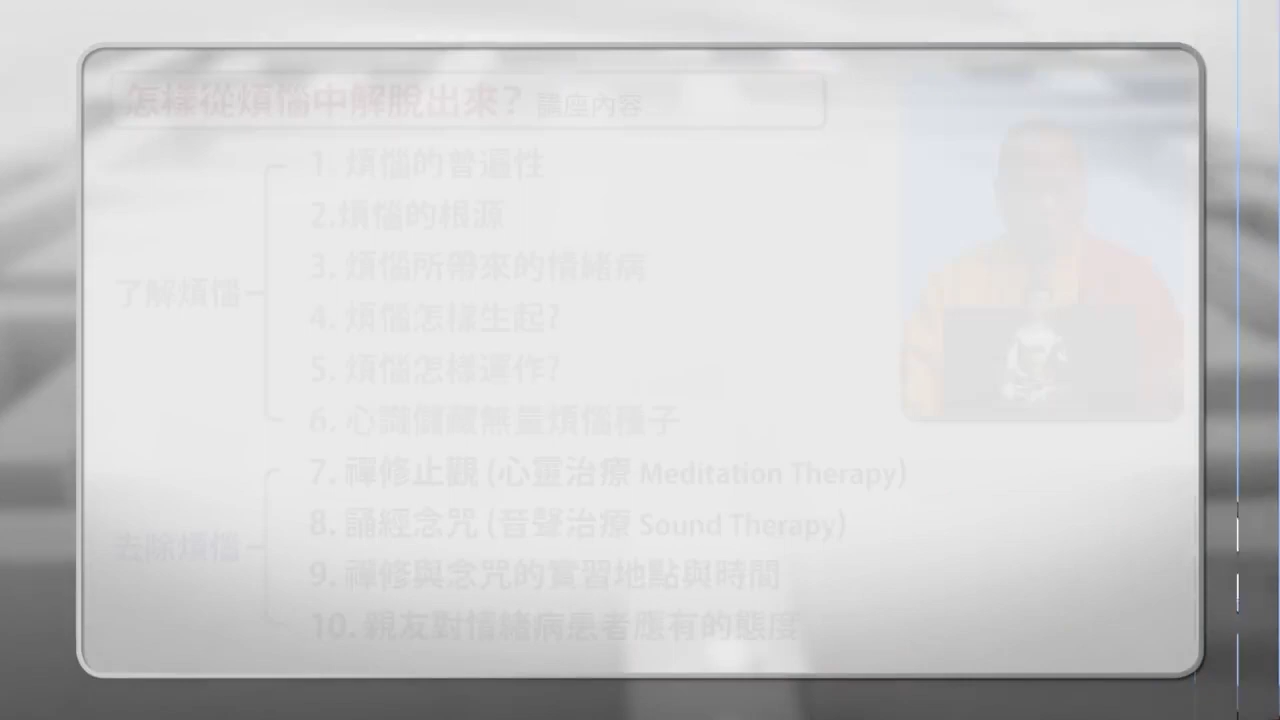 怎樣從煩惱中解脫出來? 講座內容
了解煩惱
1. 煩惱的普遍性
2.煩惱的根源
3. 煩惱所帶來的情緒病
4. 煩惱怎樣生起?
5. 煩惱怎樣運作?
6. 心識儲藏無量煩惱種子
去除煩惱
7. 禪修止觀 (心靈治療 Meditation Therapy)
8. 誦經念咒 (音聲治療 Sound Therapy)
9. 禪修與念咒的實習地點與時間
10. 親友對情緒病患者應有的態度